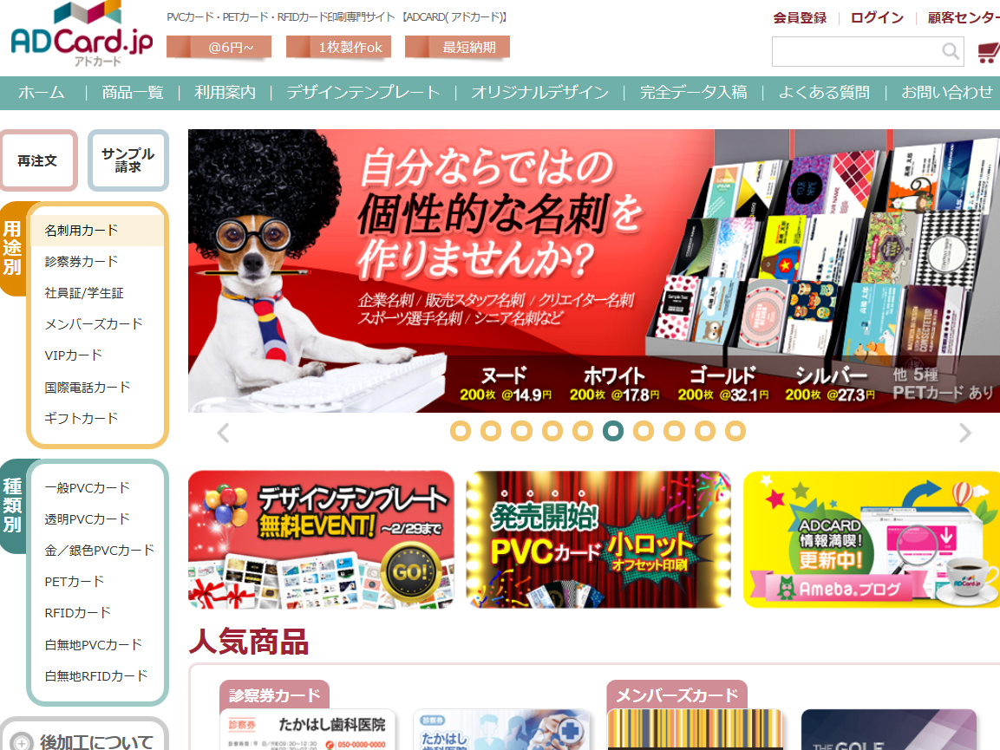 ADCard.jp
アドカード
PVCカード・PETカード・RFIDカード印刷専門サイト 【ADCARD( アドカード)】
@6円~
1枚製作ok
最短納期
会員登録 | ログイン | 顧客センター
ホーム | 商品一覧 | 利用案内 | デザインテンプレート | オリジナルデザイン | 完全データ入稿 | よくある質問 | お問い合わせ
再注文
サンプル
請求
用途別
名刺用カード
診察券カード
社員証/学生証
メンバーズカード
VIPカード
国際電話カード
ギフトカード
種類別
一般PVCカード
透明PVCカード
金／銀色PVCカード
PETカード
RFIDカード
白無地PVCカード
白無地RFIDカード
後加工について
自分ならではの
個性的な名刺を
作りませんか?
企業名刺 / 販売スタッフ名刺 / クリエイター名刺
スポーツ選手名刺 / シニア名刺など
ヌード
200枚 @14.9円
ホワイト
200枚 @17.8円
ゴールド
200枚 @32.1円
シルバー
200枚 @27.3円
他 5種
PETカード あり
デザインテンプレート
無料EVENT! ～2/29まで
GO!
発売開始!
PVCカード 小ロット
オフセット印刷
ADCARD
情報満喫!
更新中!
Ameba.ブログ
ADCard.jp
人気商品
診察券カード
診察券
たかはし歯科医院
050-0000-0000
診察券
たかはし
メンバーズカード
THE GOLF